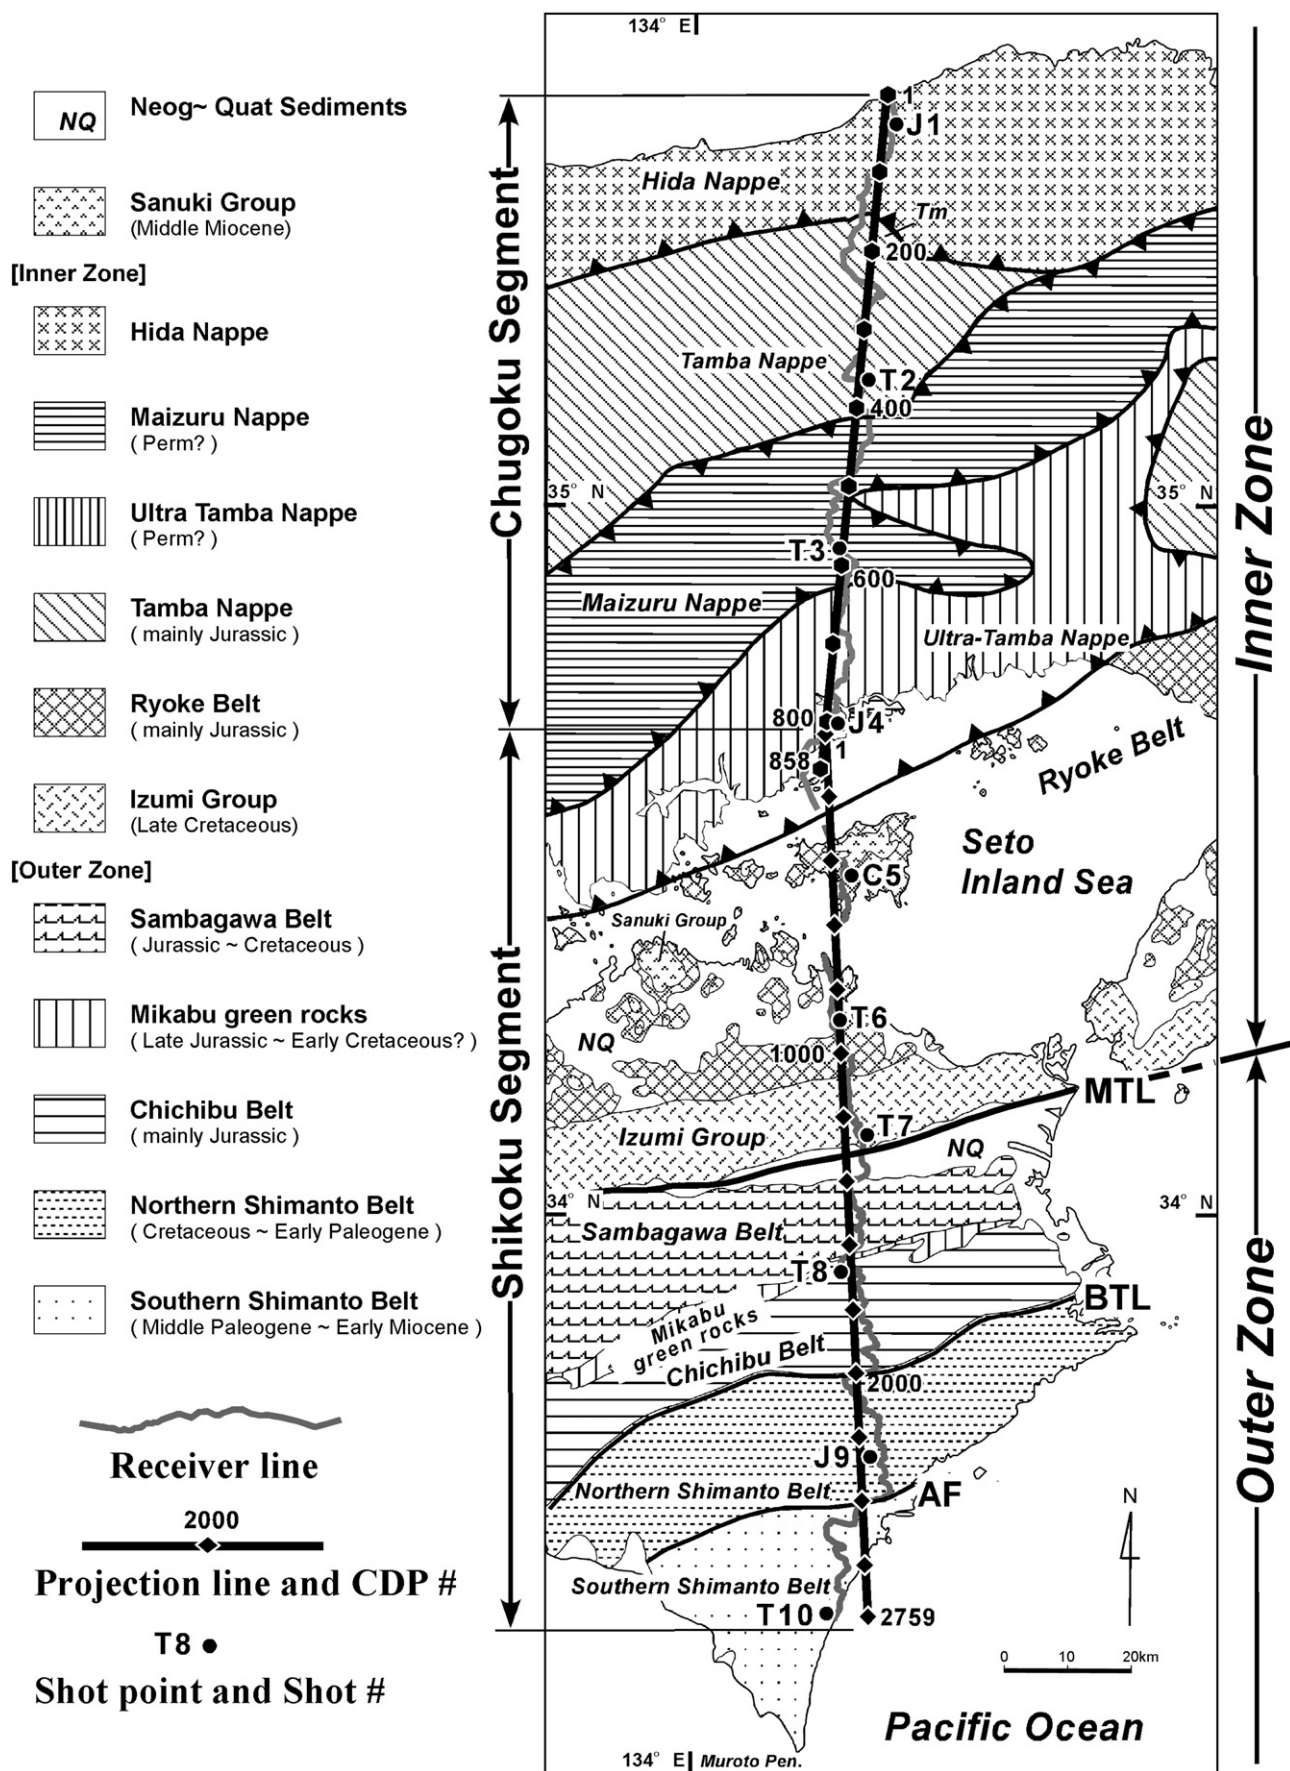 NQ
Neog~ Quat Sediments
Sanuki Group
(Middle Miocene)
[Inner Zone]
Hida Nappe
Maizuru Nappe
( Perm? )
Ultra Tamba Nappe
( Perm? )
Tamba Nappe
( mainly Jurassic )
Ryoke Belt
( mainly Jurassic )
Izumi Group
(Late Cretaceous)
[Outer Zone]
Sambagawa Belt
( Jurassic ~ Cretaceous )
Mikabu green rocks
( Late Jurassic ~ Early Cretaceous? )
Chichibu Belt
( mainly Jurassic )
Northern Shimanto Belt
( Cretaceous ~ Early Paleogene )
Southern Shimanto Belt
( Middle Paleogene ~ Early Miocene )
Receiver line
2000
Projection line and CDP #
T8
Shot point and Shot #
Chugoku Segment
Shikoku Segment
134° E
1
J1
Hida Nappe
Tm
200
Tamba Nappe
T2
400
35° N
35° N
T3
600
Maizuru Nappe
Ultra-Tamba Nappe
800
J4
1
858
Ryoke Belt
Seto
Inland Sea
C5
Sanuki Group
T6
NQ
1000
MTL
T7
Izumi Group
NQ
34° N
34° N
Sambagawa Belt
T8
BTL
Mikabu
green rocks
Chichibu Belt
2000
J9
Northern Shimanto Belt
AF
N
Southern Shimanto Belt
T10
2759
0 10 20km
Pacific Ocean
134° E
Muroto Pen.
Inner Zone
Outer Zone